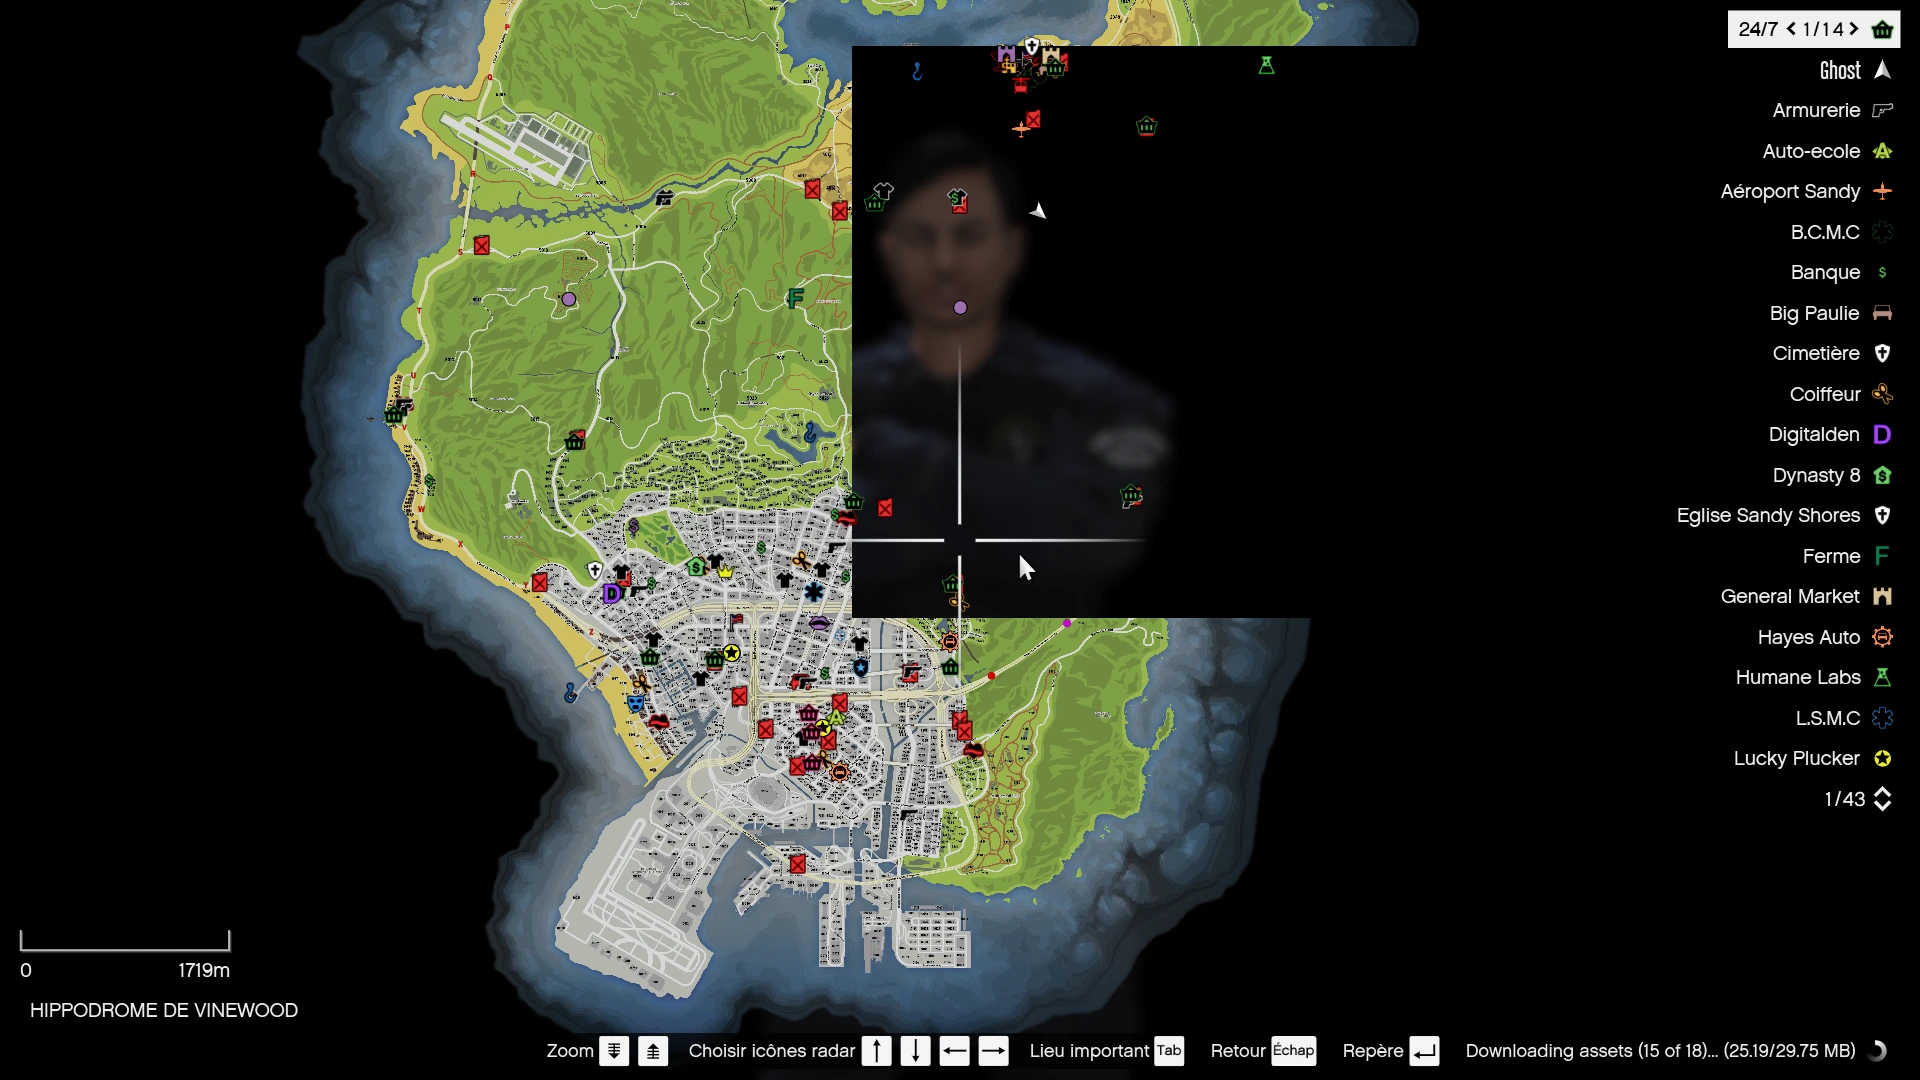 24/7 < 1/14 >
Ghost
Armurerie
Auto-ecole
Aéroport Sandy
B.C.M.C
Banque
Big Paulie
Cimetière
Coiffeur
Digitalden
Dynasty 8
Eglise Sandy Shores
Ferme
General Market
Hayes Auto
Humane Labs
L.S.M.C
Lucky Plucker
1/43
0 1719m
HIPPODROME DE VINEWOOD
Zoom Choisir icônes radar Lieu important Tab Retour Échap Repère Downloading assets (15 of 18)... (25.19/29.75 MB)